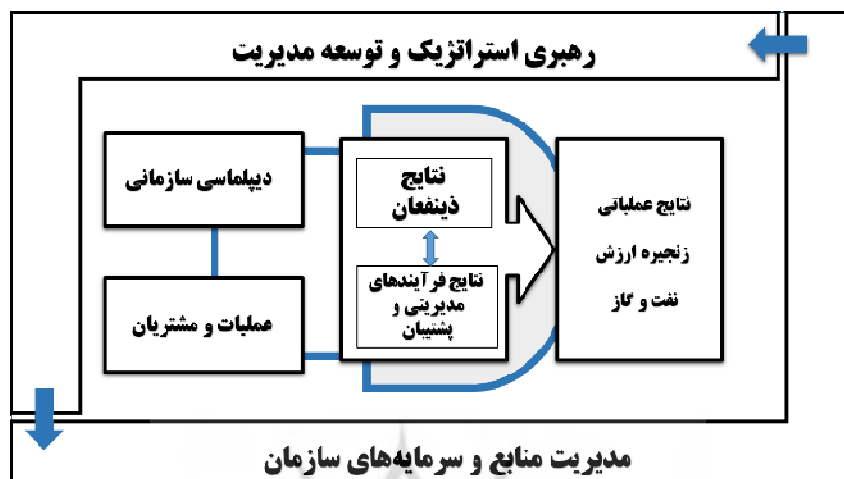 رهبری استراتژیک و توسعه مدیریت
دیپلماسی سازمانی
عملیات و مشتریان
نتایج
ذینفعان
نتایج فرآیندهای
مدیریتی و
پشتیبان
نتایج عملیاتی
زنجیره ارزش
نفت و گاز
مدیریت منابع و سرمایه‌های سازمان